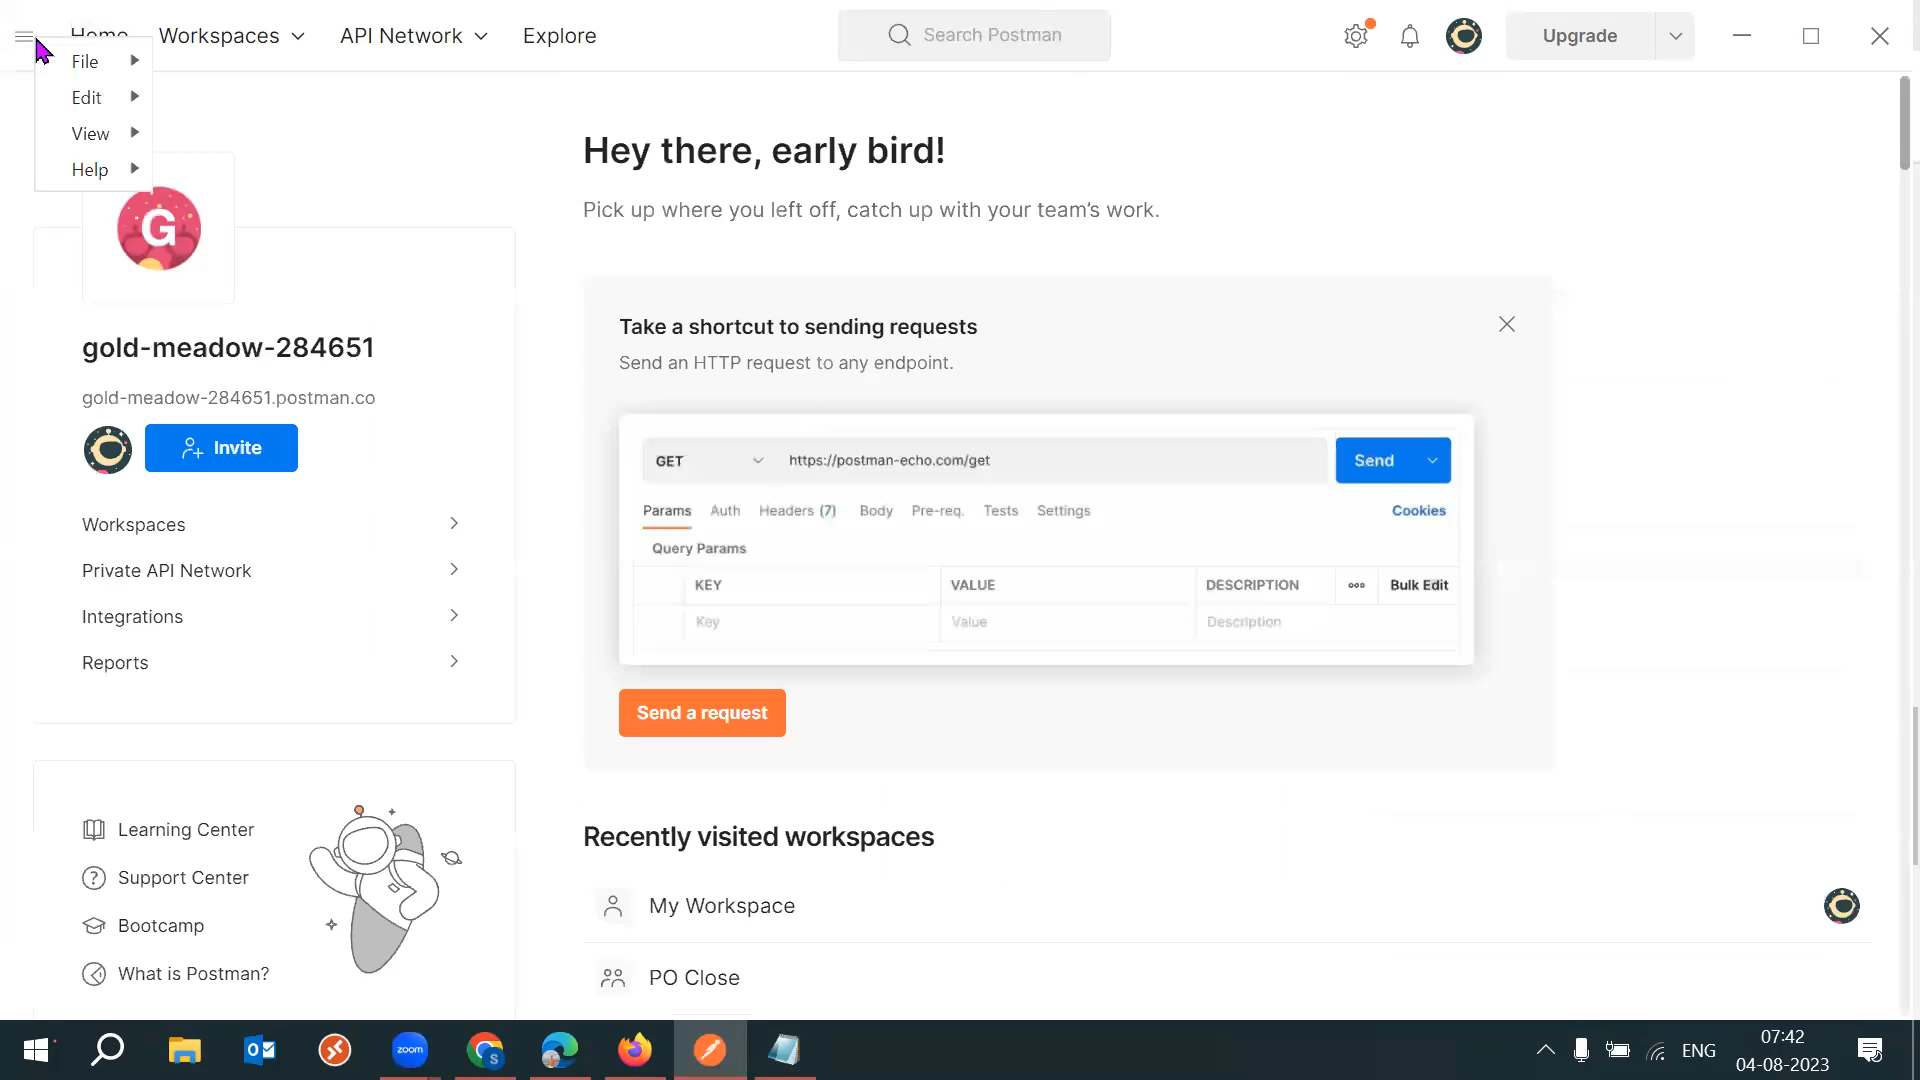 Home Workspaces API Network Explore
Search Postman
Upgrade
File
Edit
View
Help
G
gold-meadow-284651
gold-meadow-284651.postman.co
Invite
Workspaces
Private API Network
Integrations
Reports
Learning Center
Support Center
Bootcamp
What is Postman?
Hey there, early bird!
Pick up where you left off, catch up with your team’s work.
Take a shortcut to sending requests
Send an HTTP request to any endpoint.
GET https://postman-echo.com/get Send
Params Auth Headers (7) Body Pre-req. Tests Settings Cookies
Query Params
KEY VALUE DESCRIPTION Bulk Edit
Key Value Description
Send a request
Recently visited workspaces
My Workspace
PO Close
zoom
S
ENG
07:42
04-08-2023